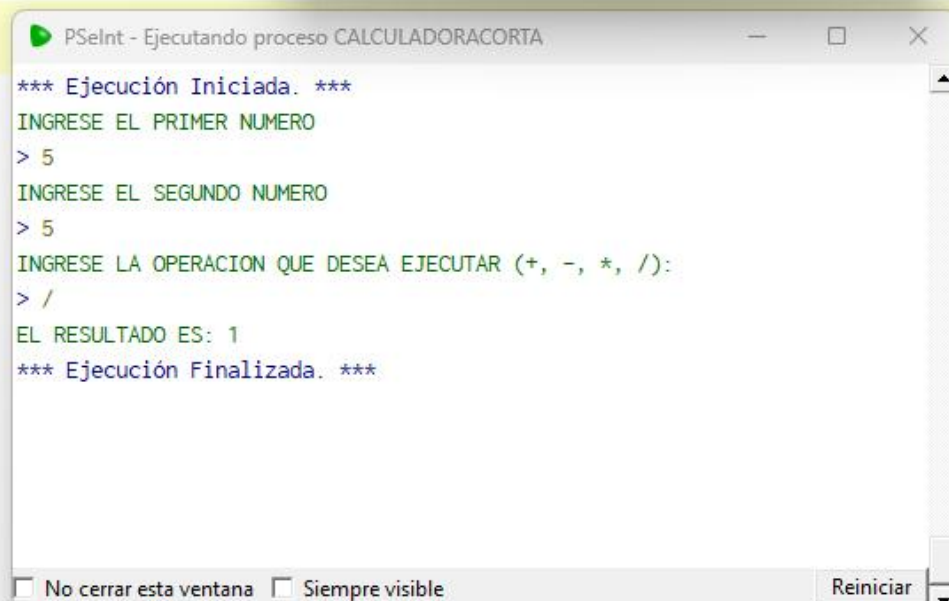 PSeInt - Ejecutando proceso CALCULADORACORTA
*** Ejecución Iniciada. ***
INGRESE EL PRIMER NUMERO
> 5
INGRESE EL SEGUNDO NUMERO
> 5
INGRESE LA OPERACION QUE DESEA EJECUTAR (+, -, *, /):
> /
EL RESULTADO ES: 1
*** Ejecución Finalizada. ***
No cerrar esta ventana Siempre visible Reiniciar